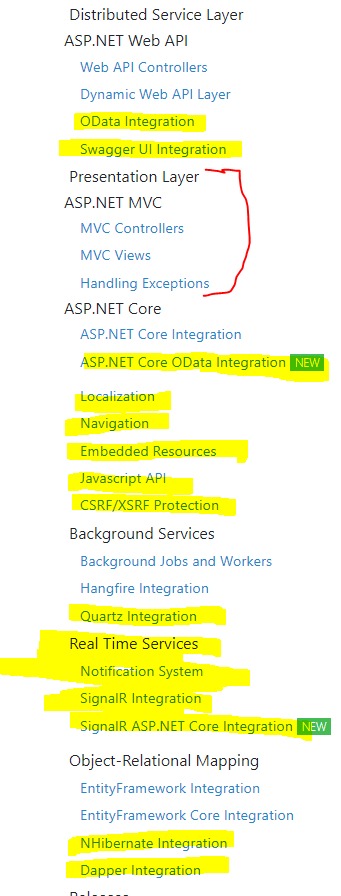 Distributed Service Layer
ASP.NET Web API
Web API Controllers
Dynamic Web API Layer
OData Integration
Swagger UI Integration
Presentation Layer
ASP.NET MVC
MVC Controllers
MVC Views
Handling Exceptions
ASP.NET Core
ASP.NET Core Integration
ASP.NET Core OData Integration NEW
Localization
Navigation
Embedded Resources
Javascript API
CSRF/XSRF Protection
Background Services
Background Jobs and Workers
Hangfire Integration
Quartz Integration
Real Time Services
Notification System
SignalR Integration
SignalR ASP.NET Core Integration NEW
Object-Relational Mapping
EntityFramework Integration
EntityFramework Core Integration
NHibernate Integration
Dapper Integration